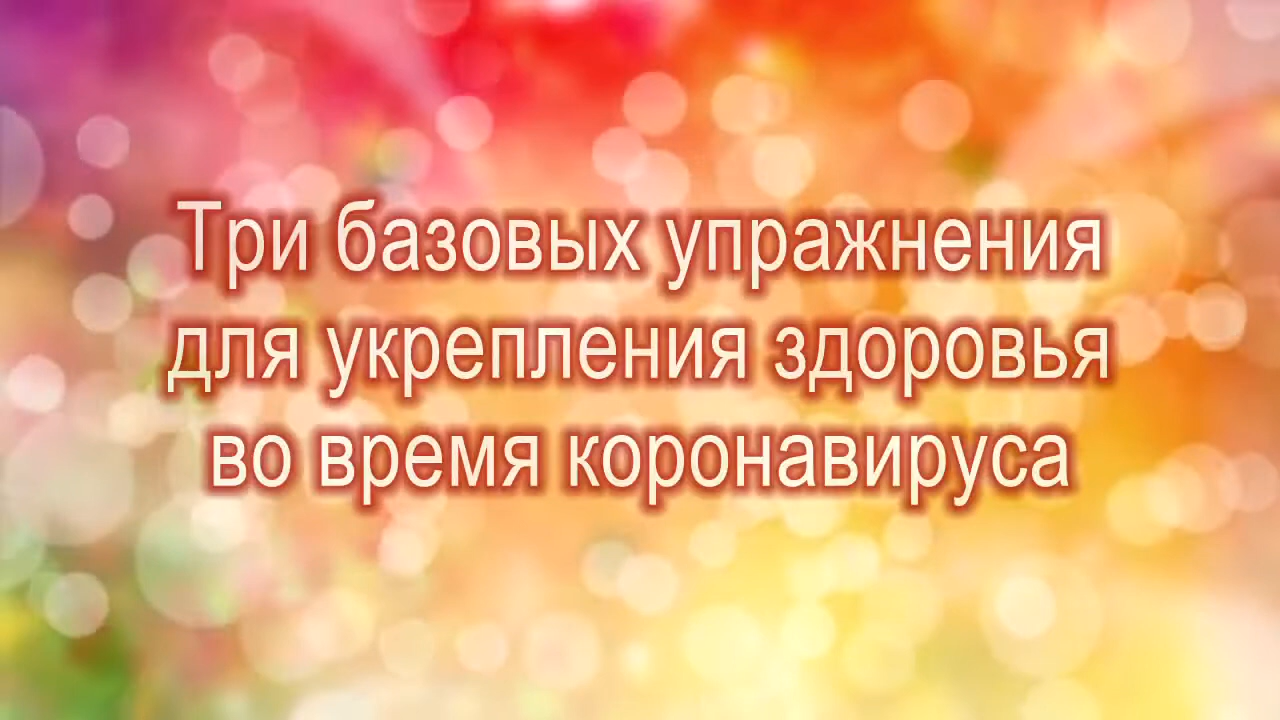 Три базовых упражнения
для укрепления здоровья
во время коронавируса